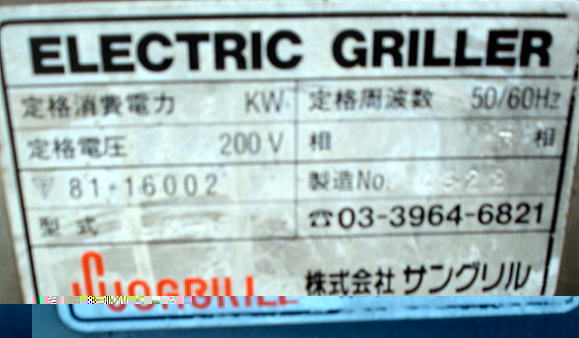 ELECTRIC GRILLER
定格消費電力 KW 定格周波数 50/60Hz
定格電圧 200V 相 相
▽ 81-16002 製造No.
型式 ☎03-3964-6821
株式会社 サングリル